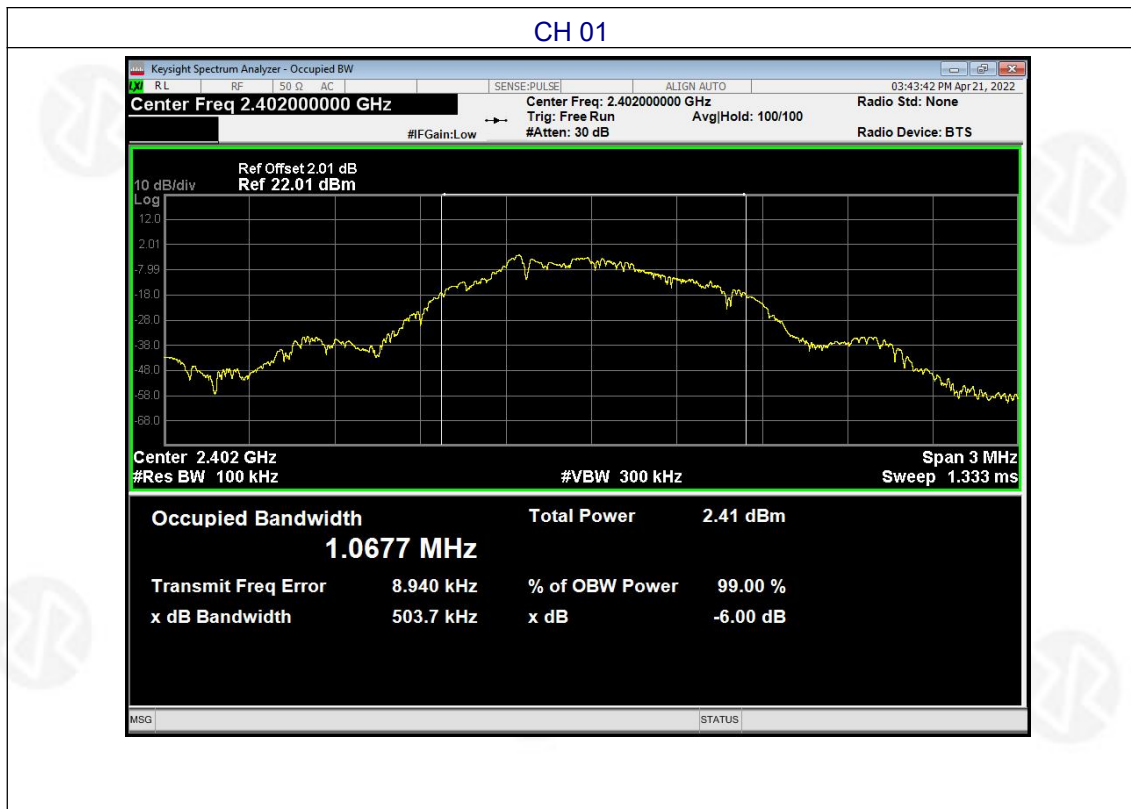 CH 01
Keysight Spectrum Analyzer - Occupied BW
LXI RL RF 50 Ω AC SENSE:PULSE ALIGN AUTO 03:43:42 PM Apr 21, 2022
Center Freq 2.402000000 GHz Center Freq: 2.402000000 GHz Radio Std: None
Trig: Free Run Avg|Hold: 100/100
#IFGain:Low #Atten: 30 dB Radio Device: BTS
Ref Offset 2.01 dB
10 dB/div Ref 22.01 dBm
Log
12.0
2.01
-7.99
-18.0
-28.0
-38.0
-48.0
-58.0
-68.0
Center 2.402 GHz Span 3 MHz
#Res BW 100 kHz #VBW 300 kHz Sweep 1.333 ms
Occupied Bandwidth Total Power 2.41 dBm
1.0677 MHz
Transmit Freq Error 8.940 kHz % of OBW Power 99.00 %
x dB Bandwidth 503.7 kHz x dB -6.00 dB
MSG STATUS